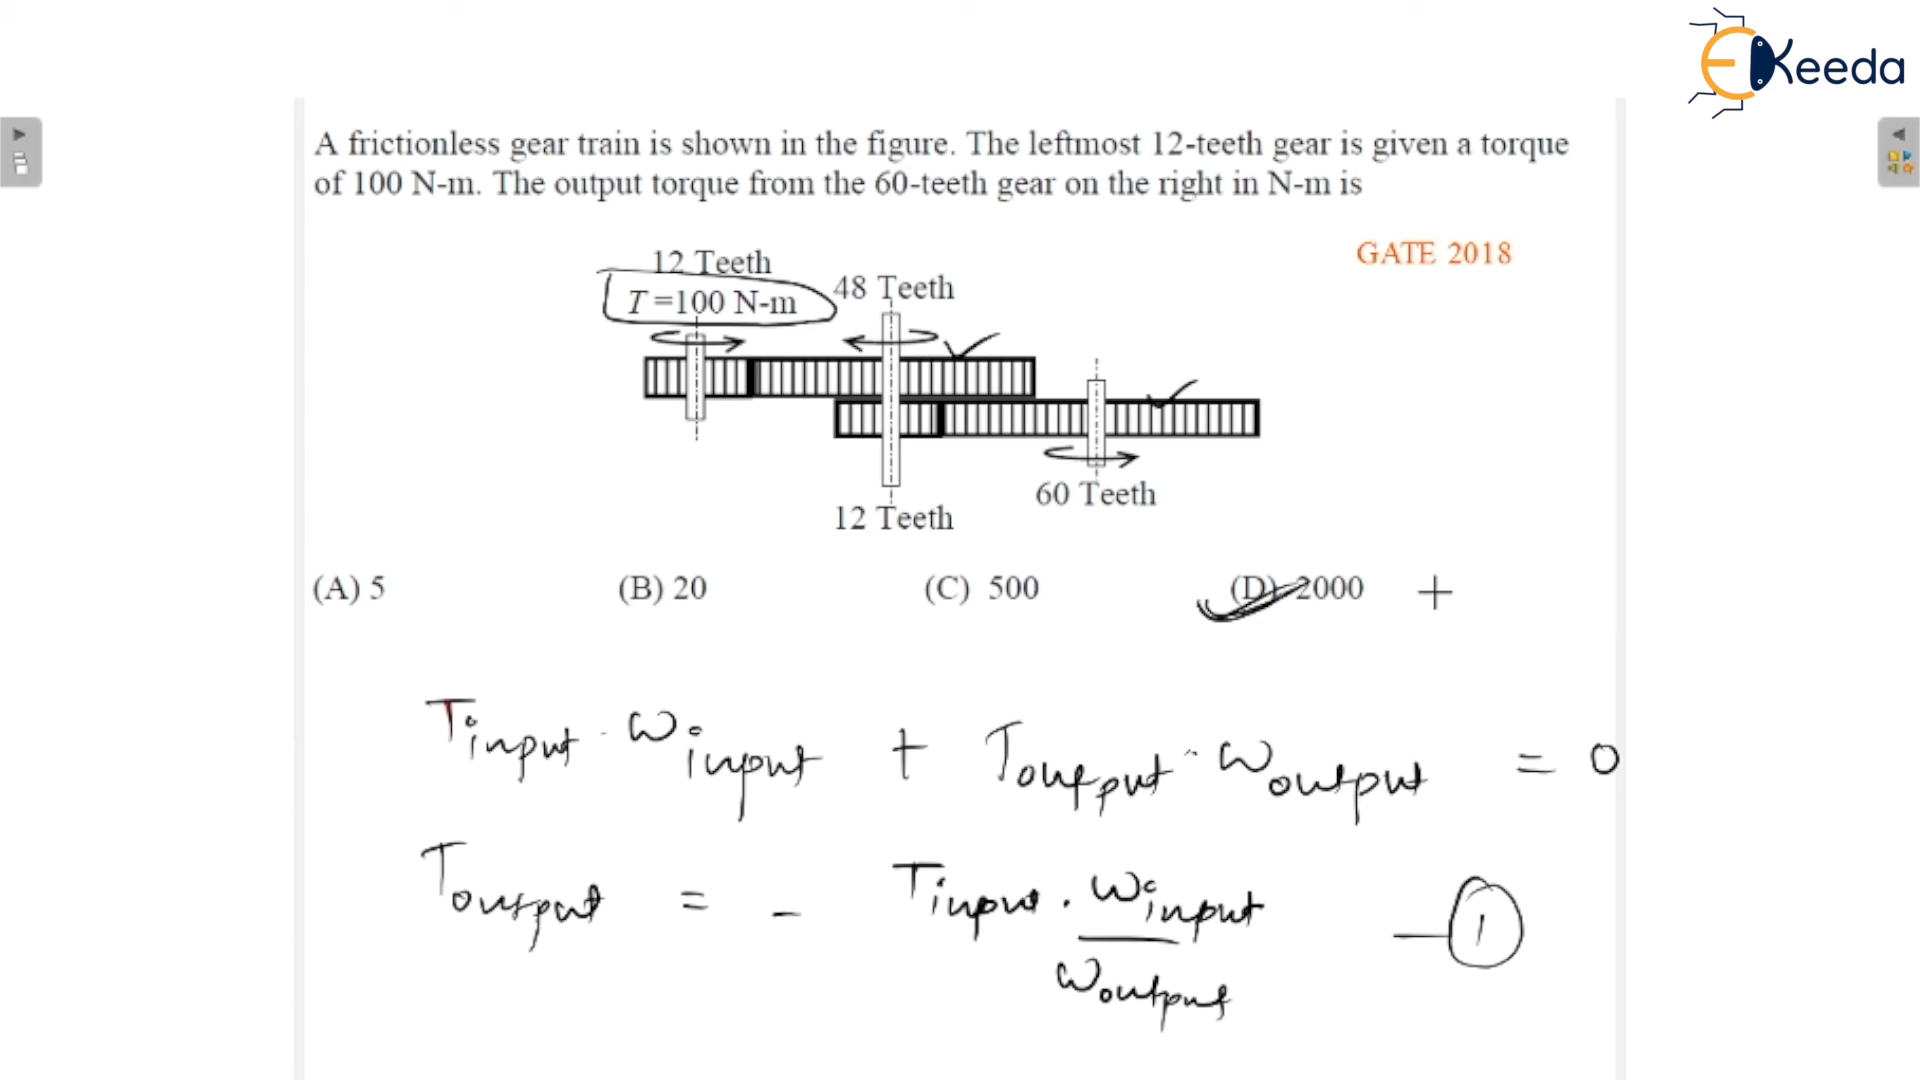 EKeeda
A frictionless gear train is shown in the figure. The leftmost 12-teeth gear is given a torque
of 100 N-m. The output torque from the 60-teeth gear on the right in N-m is
GATE 2018
12 Teeth
T=100 N-m
48 Teeth
60 Teeth
12 Teeth
(A) 5 (B) 20 (C) 500 (D) 2000 +
Tinput . ωinput + Toutput . ωoutput = 0
Toutput = - Tinput . ωinput — 1
ωoutput